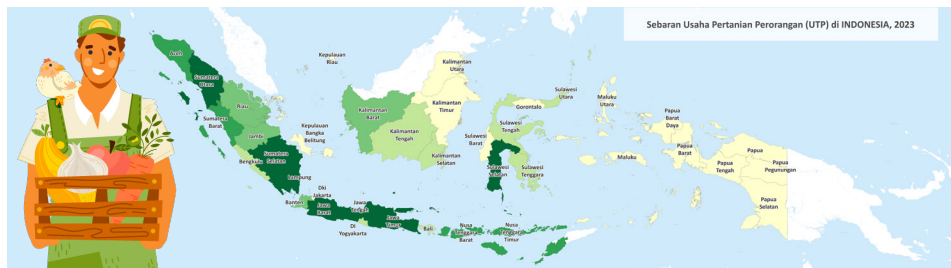 Sebaran Usaha Pertanian Perorangan (UTP) di INDONESIA, 2023
Aceh
Sumatera
Utara
Riau
Sumatera
Barat
Jambi
Bengkulu
Sumatera
Selatan
Lampung
Kepulauan
Riau
Kepulauan
Bangka
Belitung
Banten
Dki
Jakarta
Jawa
Barat
Jawa
Tengah
DI
Yogyakarta
Jawa
Timur
Bali
Nusa
Tenggara
Barat
Nusa
Tenggara
Timur
Kalimantan
Barat
Kalimantan
Tengah
Kalimantan
Selatan
Kalimantan
Timur
Kalimantan
Utara
Sulawesi
Utara
Gorontalo
Sulawesi
Tengah
Sulawesi
Barat
Sulawesi
Selatan
Sulawesi
Tenggara
Maluku
Utara
Maluku
Papua
Barat
Daya
Papua
Barat
Papua
Tengah
Papua
Papua
Pegunungan
Papua
Selatan